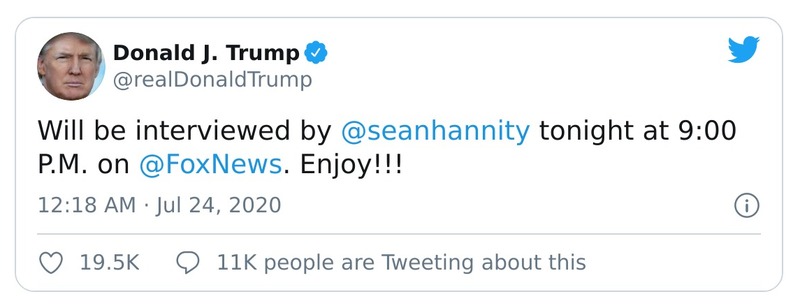 Donald J. Trump
@realDonaldTrump
Will be interviewed by @seanhannity tonight at 9:00
P.M. on @FoxNews. Enjoy!!!
12:18 AM · Jul 24, 2020
19.5K 11K people are Tweeting about this